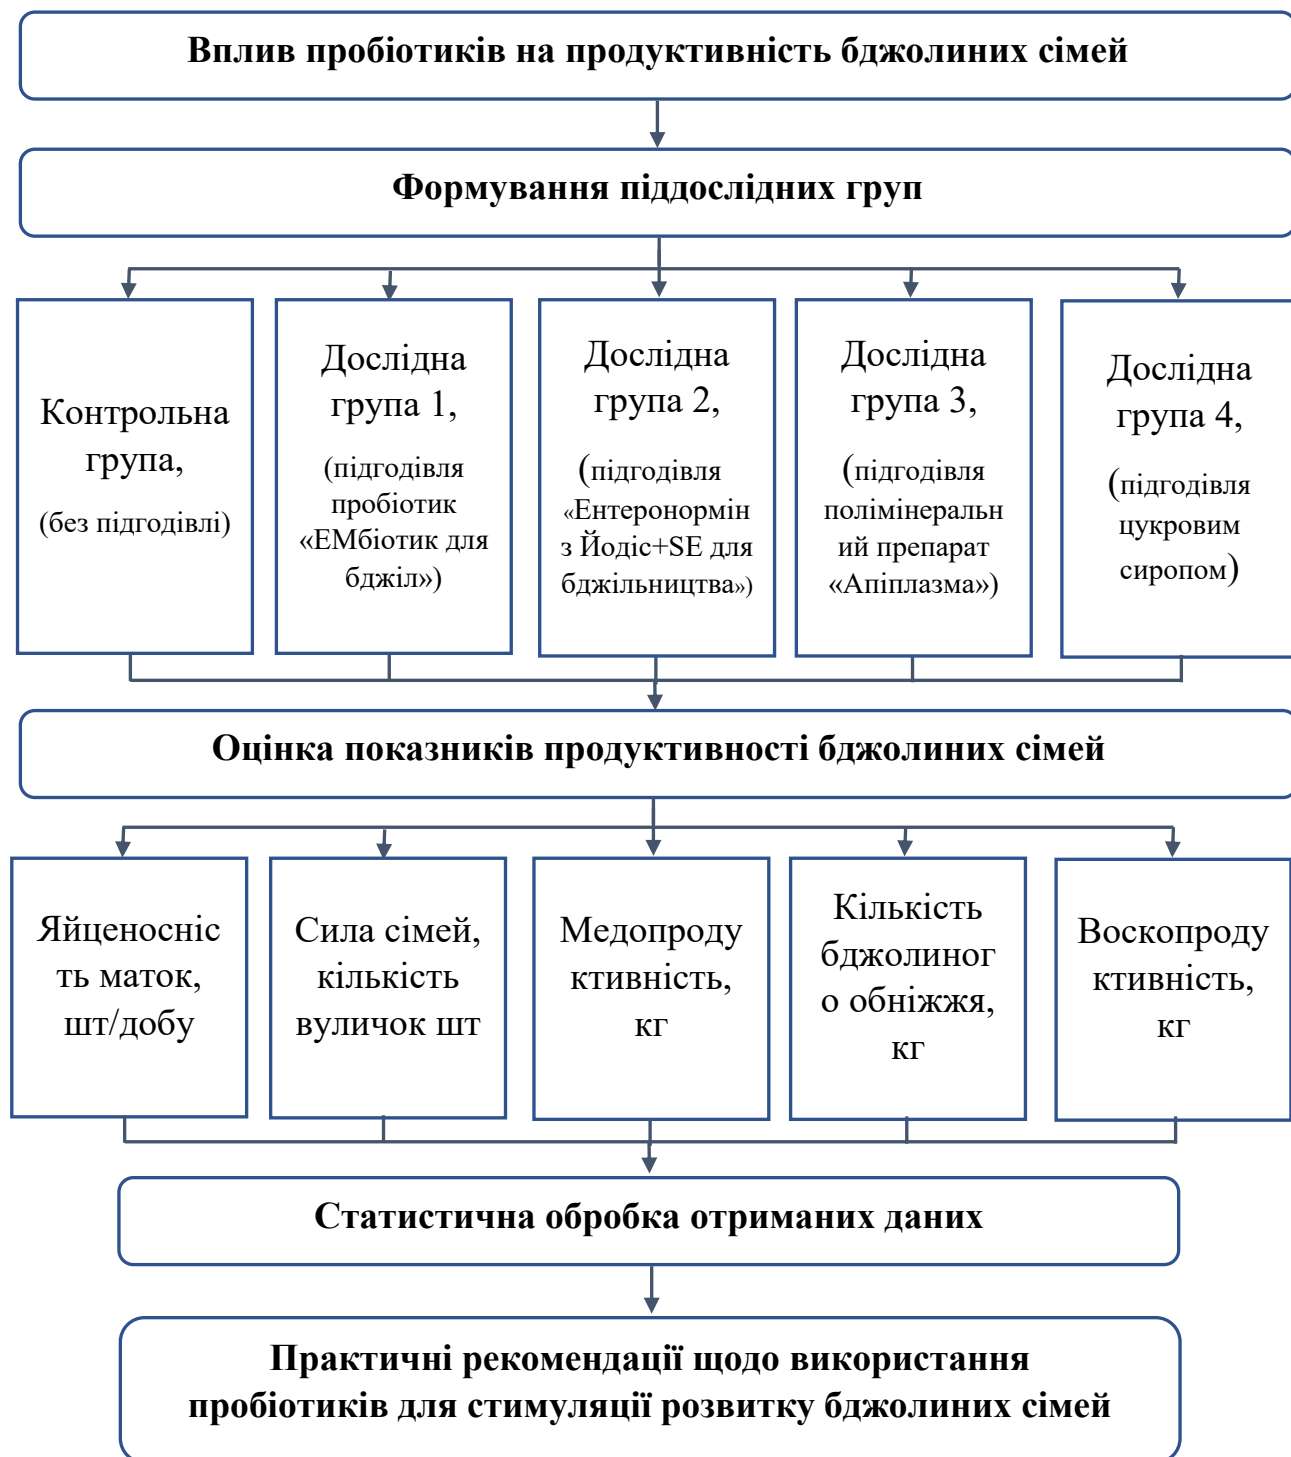 Вплив пробіотиків на продуктивність бджолиних сімей
Формування піддослідних груп
Контрольна
група,
(без підгодівлі)
Дослідна
група 1,
(підгодівля
пробіотик
«ЕМбіотик для
бджіл»)
Дослідна
група 2,
(підгодівля
«Ентеронормін
з Йодіс+SE для
бджільництва»)
Дослідна
група 3,
(підгодівля
полімінеральн
ий препарат
«Апіплазма»)
Дослідна
група 4,
(підгодівля
цукровим
сиропом)
Оцінка показників продуктивності бджолиних сімей
Яйценосніс
ть маток,
шт/добу
Сила сімей,
кількість
вуличок шт
Медопроду
ктивність,
кг
Кількість
бджолиног
о обніжжя,
кг
Воскопроду
ктивність,
кг
Статистична обробка отриманих даних
Практичні рекомендації щодо використання
пробіотиків для стимуляції розвитку бджолиних сімей